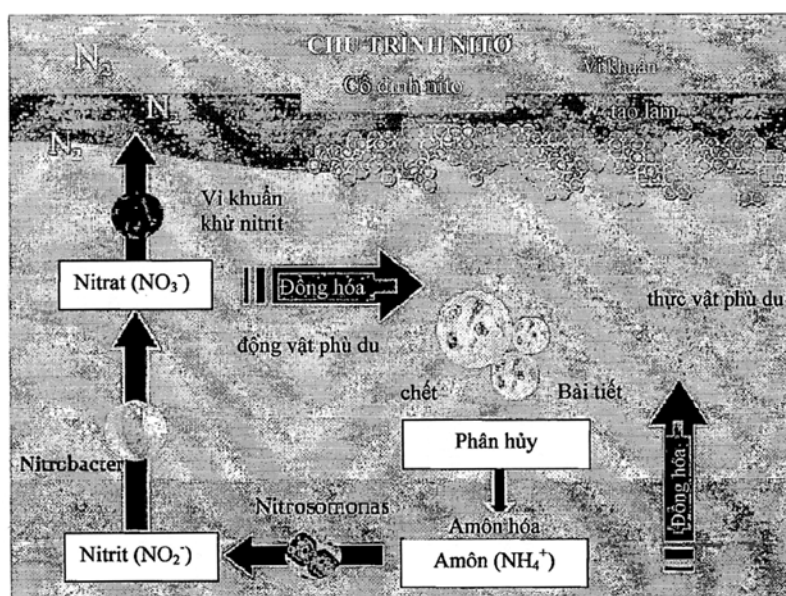 CHU TRÌNH NITƠ
N₂
Cố định nitơ
Vi khuẩn
N₂
tạo lam
N₂
Vi khuẩn
khử nitrit
Nitrat (NO₃⁻)
Đồng hóa
thực vật phù du
động vật phù du
chết
Bài tiết
Phân hủy
Nitrobacter
Đồng hóa
Nitrosomonas
Amôn hóa
Nitrit (NO₂⁻)
Amôn (NH₄⁺)